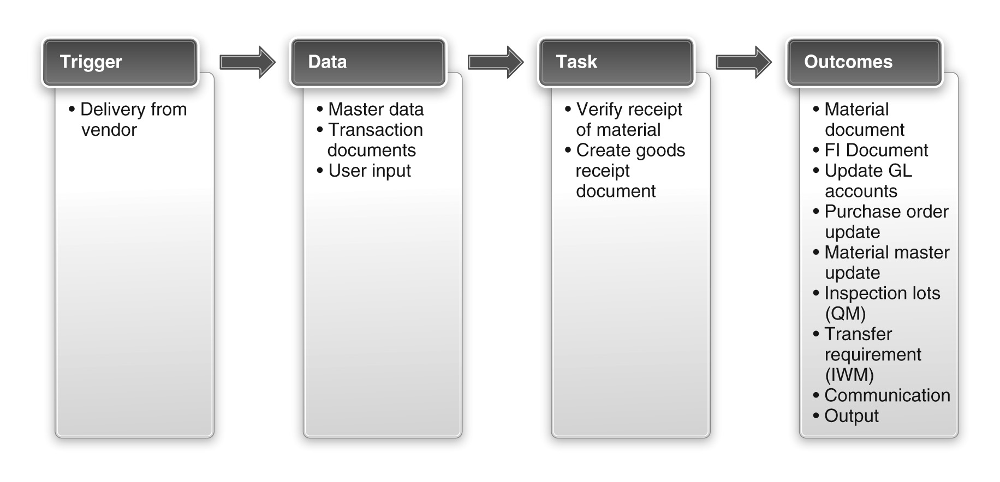 Trigger
• Delivery from
vendor
Data
• Master data
• Transaction
documents
• User input
Task
• Verify receipt
of material
• Create goods
receipt
document
Outcomes
• Material
document
• FI Document
• Update GL
accounts
• Purchase order
update
• Material master
update
• Inspection lots
(QM)
• Transfer
requirement
(IWM)
• Communication
• Output